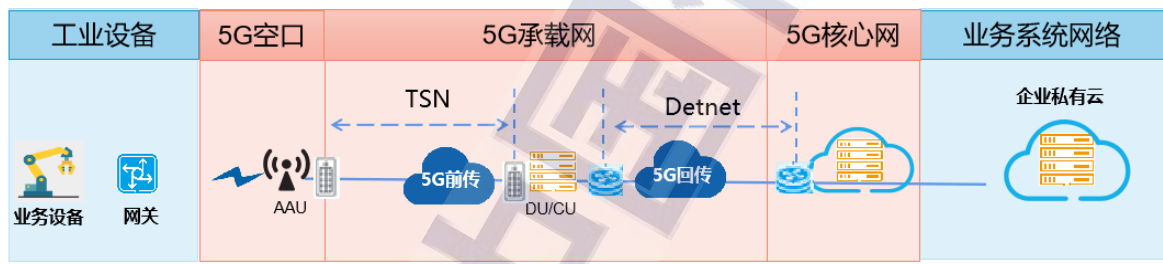 工业设备
5G空口
5G承载网
5G核心网
业务系统网络
TSN
Detnet
企业私有云
5G前传
5G回传
业务设备
网关
AAU
DU/CU